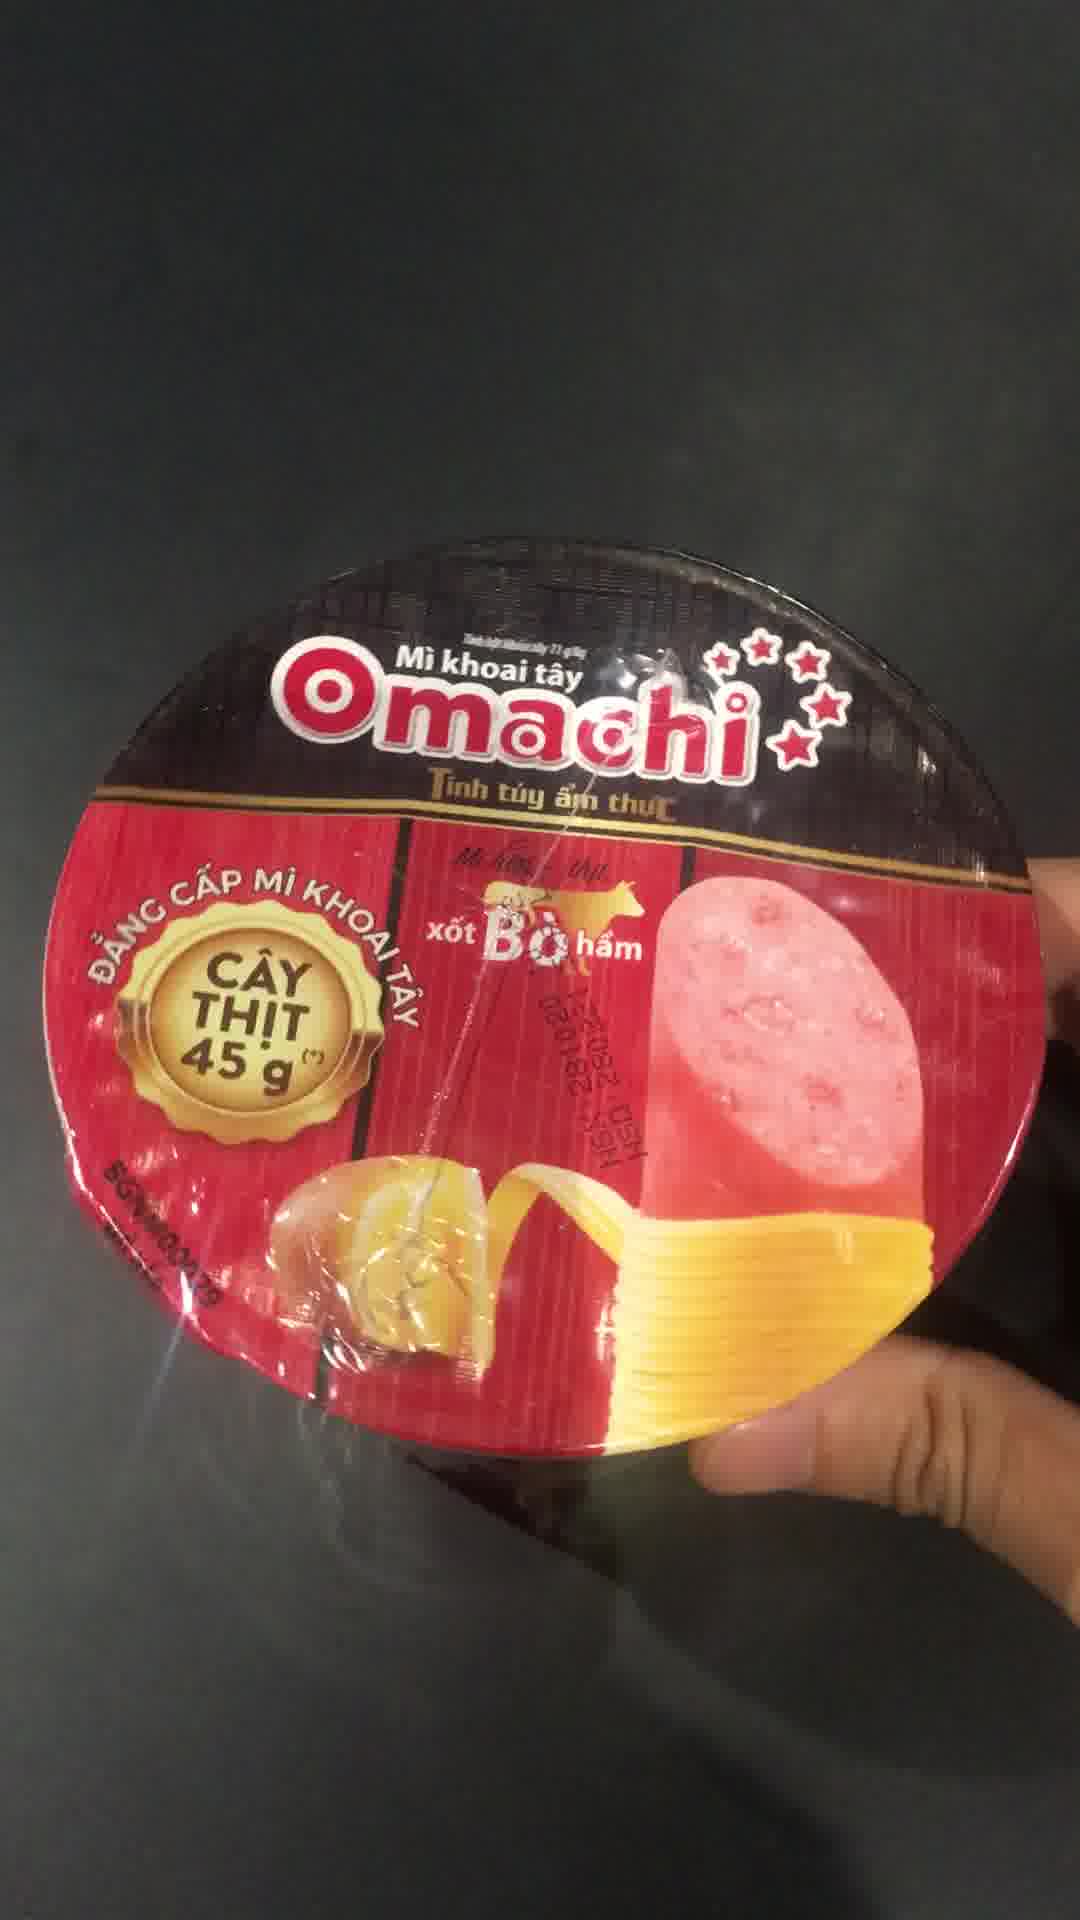 Mì khoai tây
Omachi
Tinh túy ẩm thực
xốt Bò hầm
ĐẲNG CẤP MÌ KHOAI TÂY
CÂY
THỊT
45 g